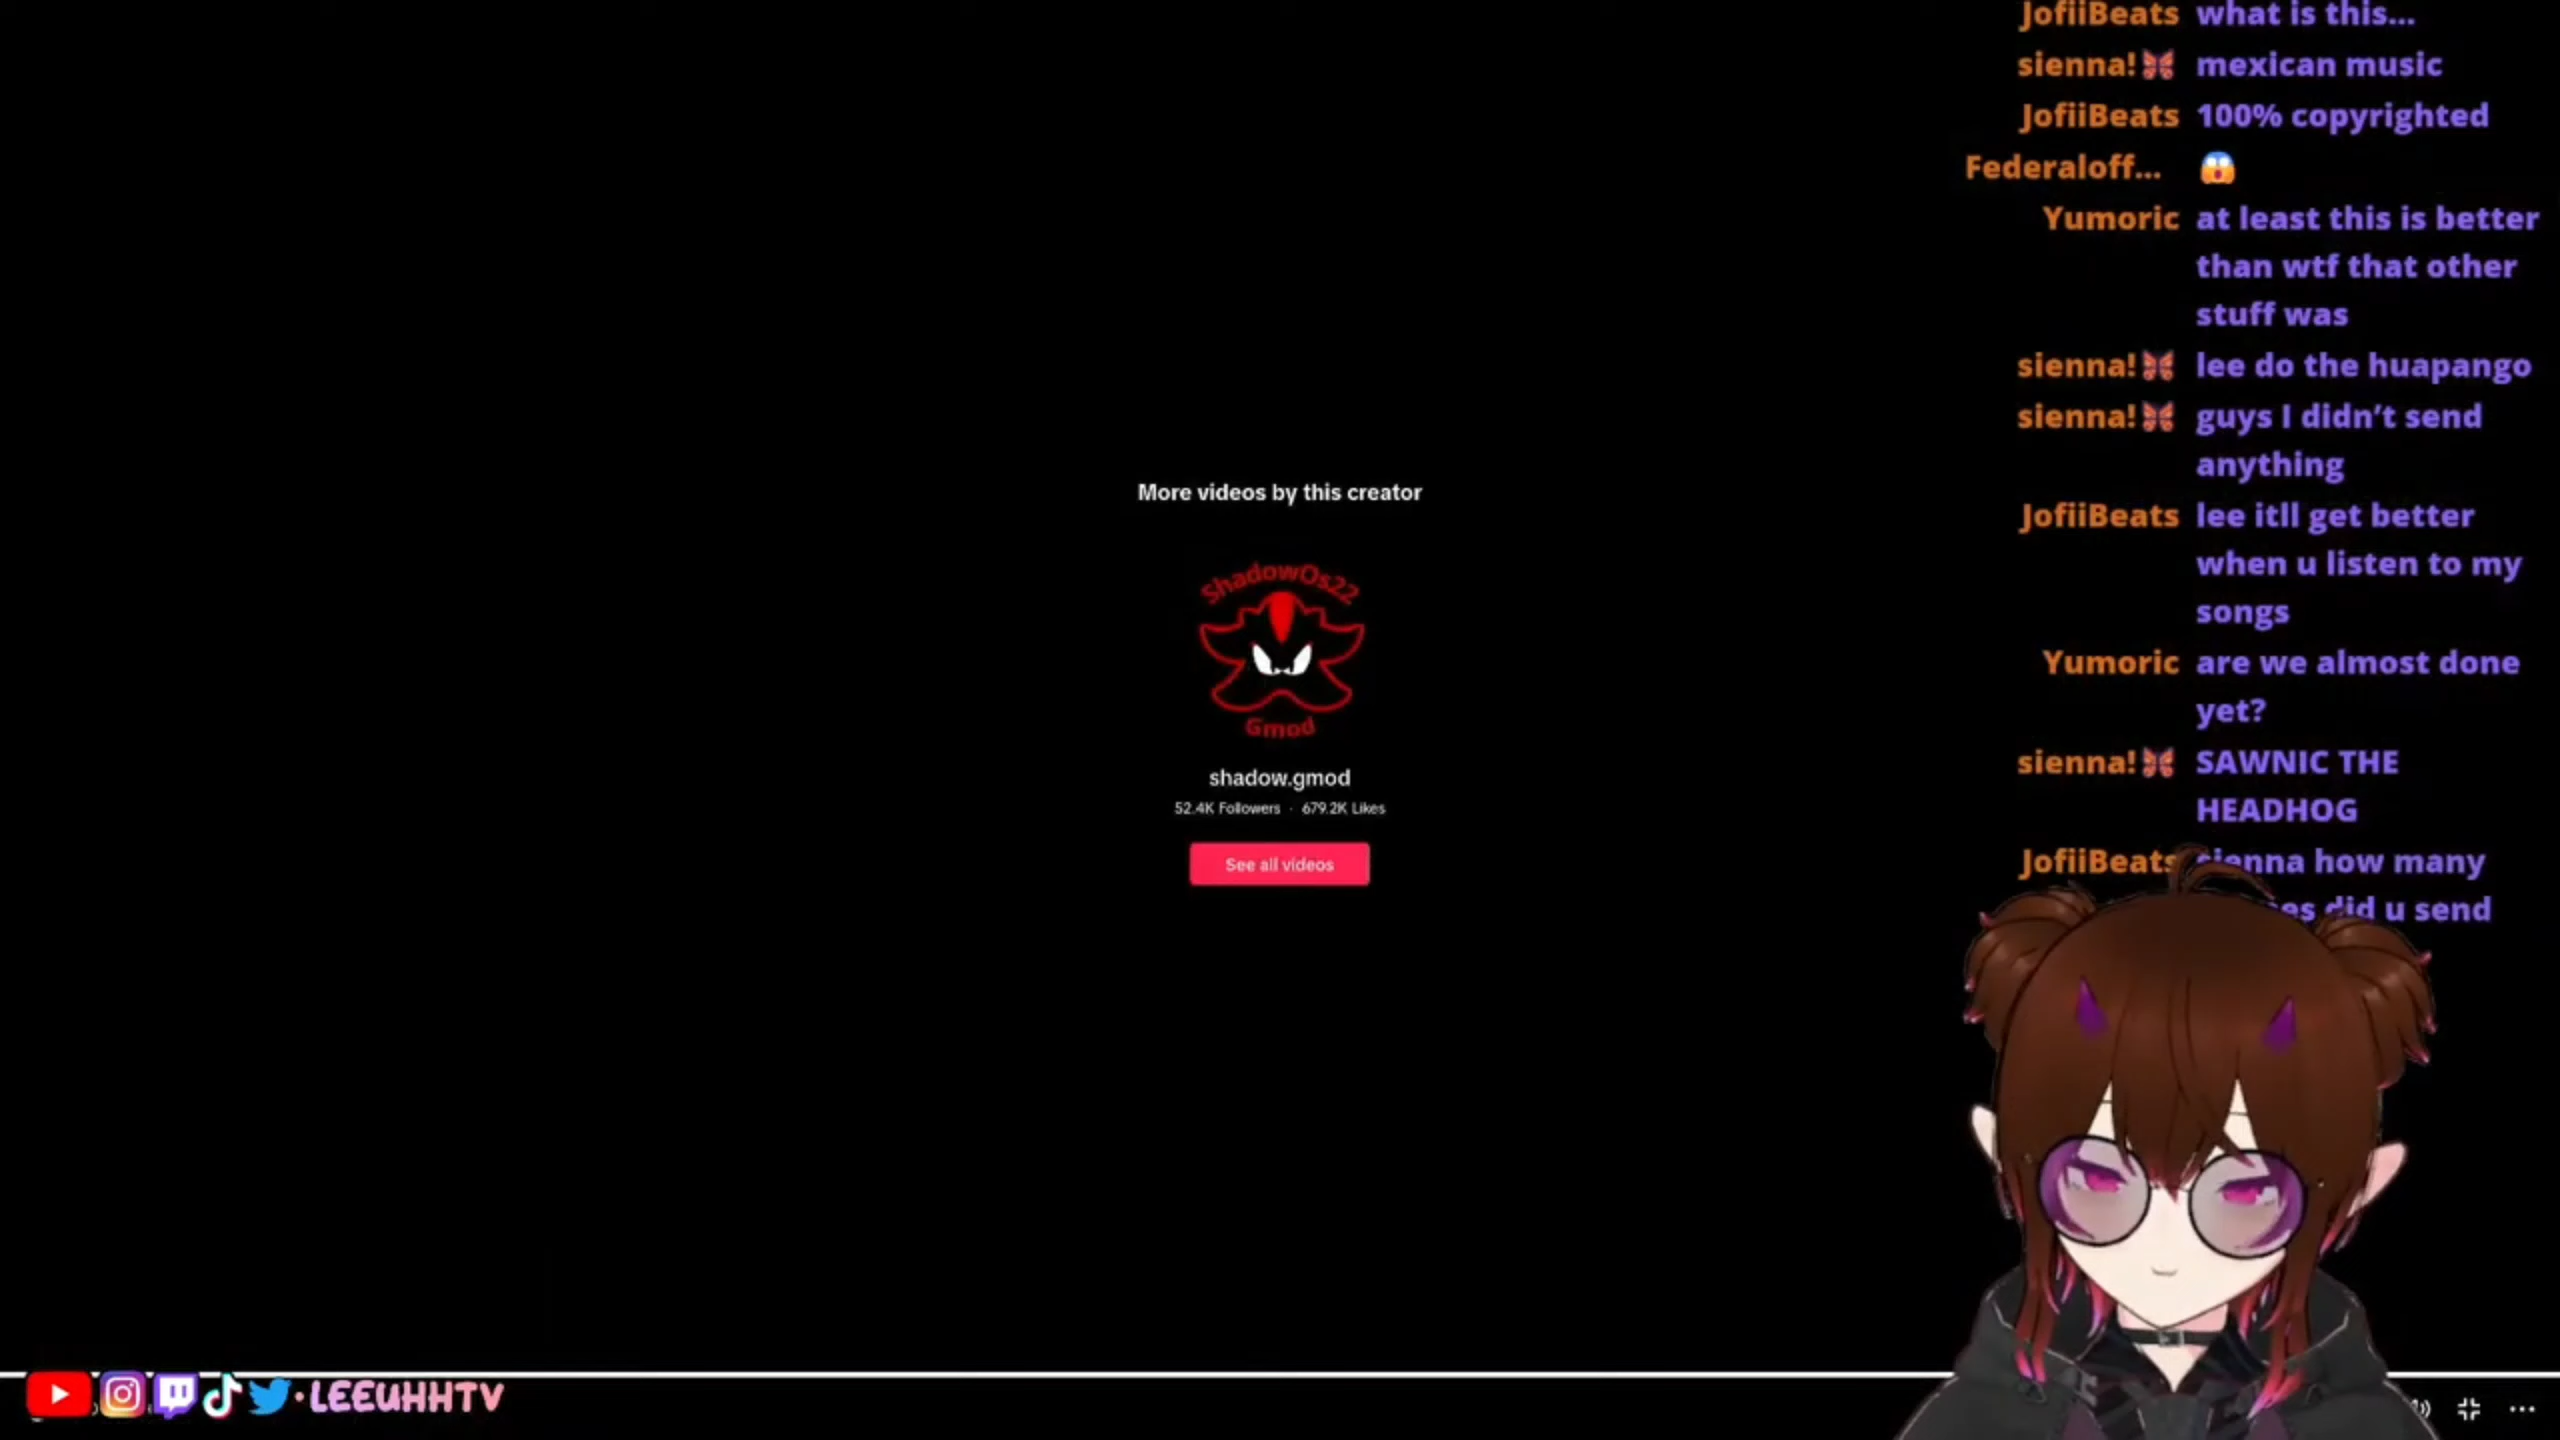 More videos by this creator
ShadowOs22
Gmod
shadow.gmod
52.4K Followers · 679.2K Likes
See all videos
JofiiBeats what is this...
sienna! mexican music
JofiiBeats 100% copyrighted
Federaloff... 😱
Yumoric at least this is better
than wtf that other
stuff was
sienna! lee do the huapango
sienna! guys I didn't send
anything
JofiiBeats lee itll get better
when u listen to my
songs
Yumoric are we almost done
yet?
sienna! SAWNIC THE
HEADHOG
JofiiBeats sienna how many
did u send
LEEUHHTV